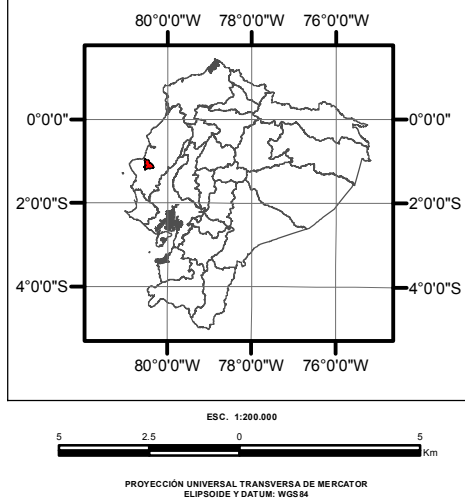 80°0'0"W 78°0'0"W 76°0'0"W
0°0'0" 0°0'0"
2°0'0"S 2°0'0"S
4°0'0"S 4°0'0"S
80°0'0"W 78°0'0"W 76°0'0"W
ESC. 1:200.000
5 2.5 0 5
Km
PROYECCIÓN UNIVERSAL TRANSVERSA DE MERCATOR
ELIPSOIDE Y DATUM: WGS84